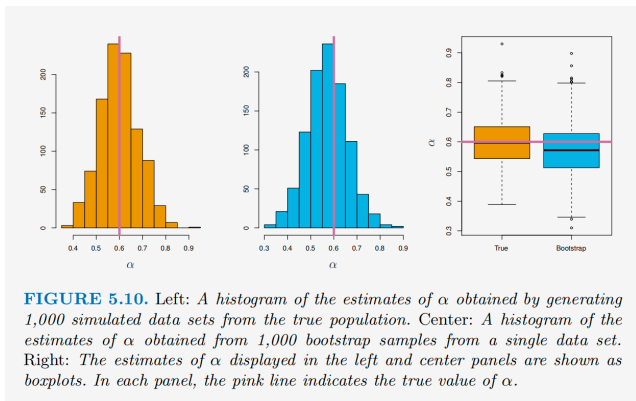 0 50 100 150 200
0.4 0.5 0.6 0.7 0.8 0.9
α
0 50 100 150 200
0.3 0.4 0.5 0.6 0.7 0.8 0.9
α
0.3 0.4 0.5 0.6 0.7 0.8 0.9
α
True Bootstrap
FIGURE 5.10. Left: A histogram of the estimates of α obtained by generating
1,000 simulated data sets from the true population. Center: A histogram of the
estimates of α obtained from 1,000 bootstrap samples from a single data set.
Right: The estimates of α displayed in the left and center panels are shown as
boxplots. In each panel, the pink line indicates the true value of α.